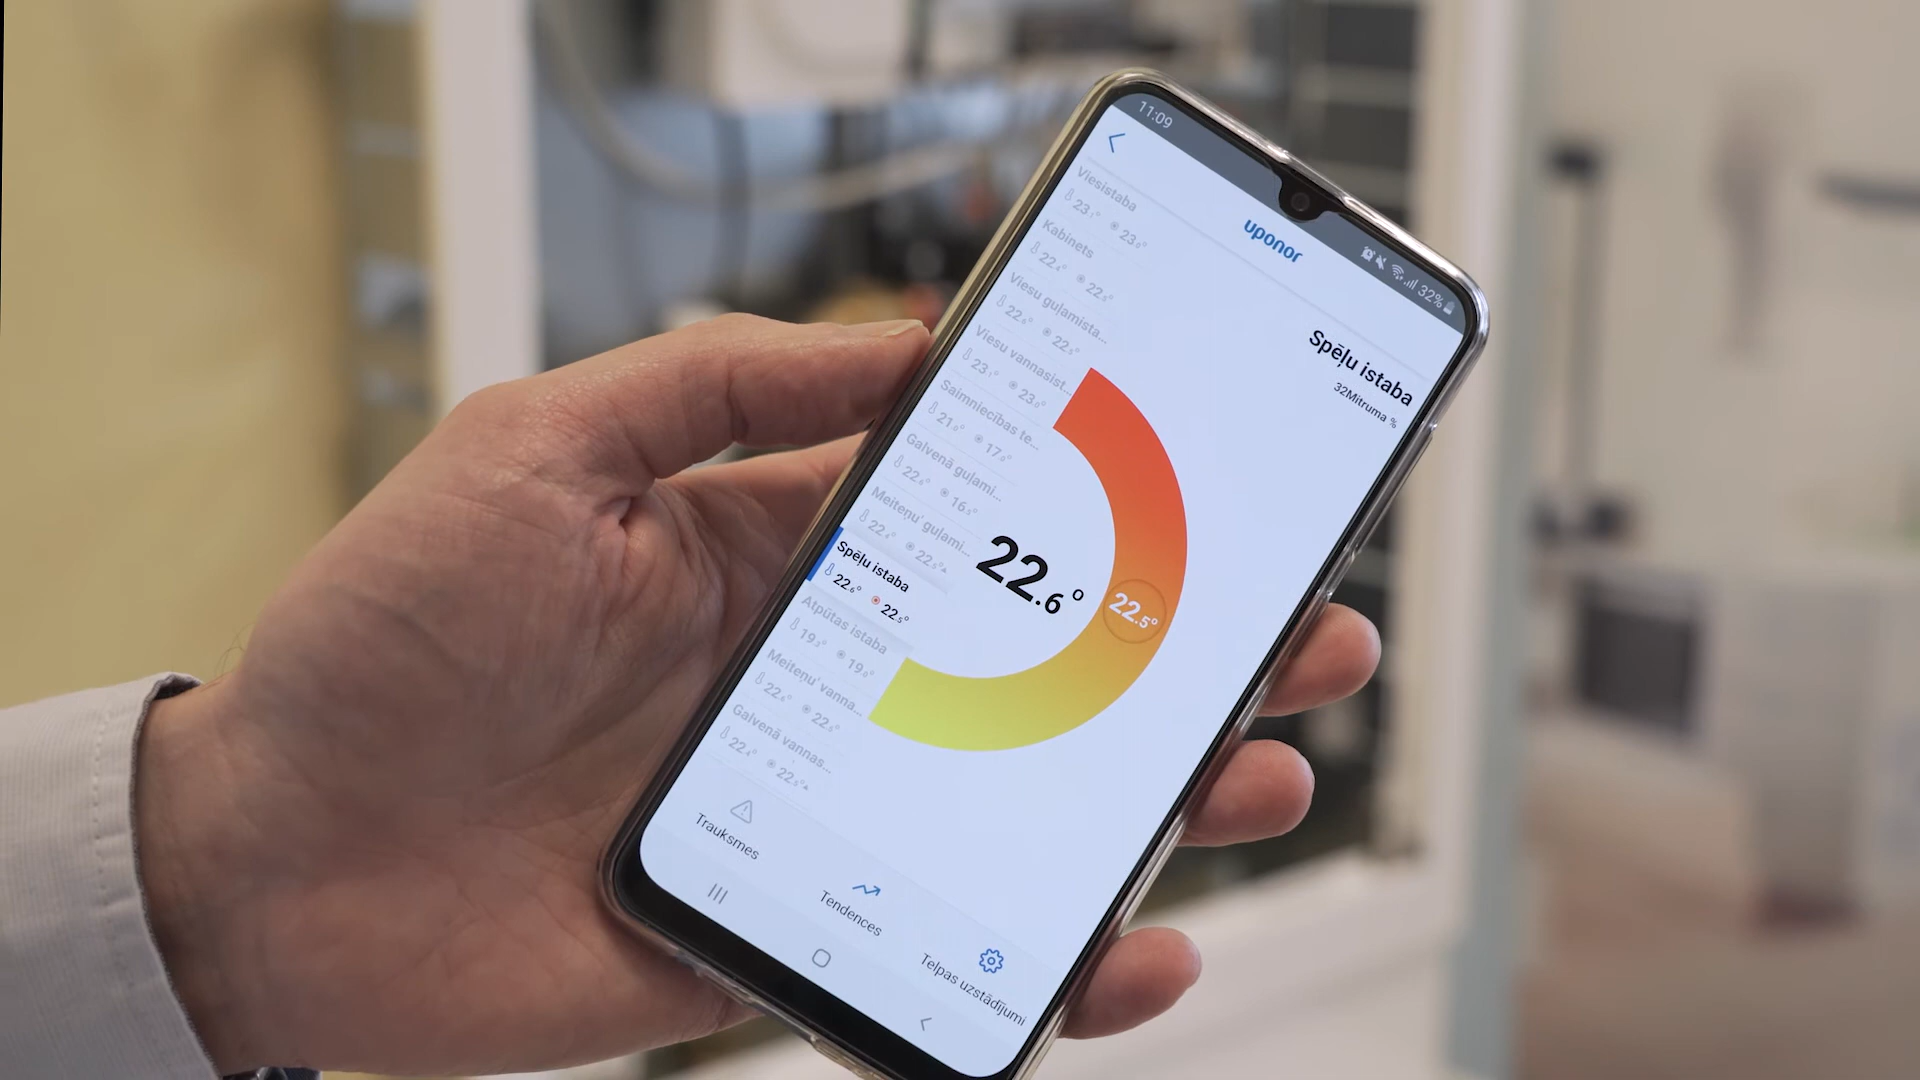 11:09
32%
uponor
Viesistaba
23.₁° 23.₀°
Kabinets
22.₄° 22.₅°
Viesu guļamista...
22.₆° 22.₅°
Viesu vannasist...
23.₁° 23.₀°
Saimniecības te...
21.₀° 17.₀°
Galvenā guļami...
22.₆° 16.₅°
Meiteņu' guļami...
22.₄° 22.₅°
Spēļu istaba
22.₆° 22.₅°
Atpūtas istaba
19.₅° 19.₀°
Meiteņu' vanna...
22.₆° 22.₅°
Galvenā vannas...
22.₄° 22.₅°
Spēļu istaba
32Mitruma %
22.6°
22.5°
Trauksmes
Tendences
Telpas uzstādījumi